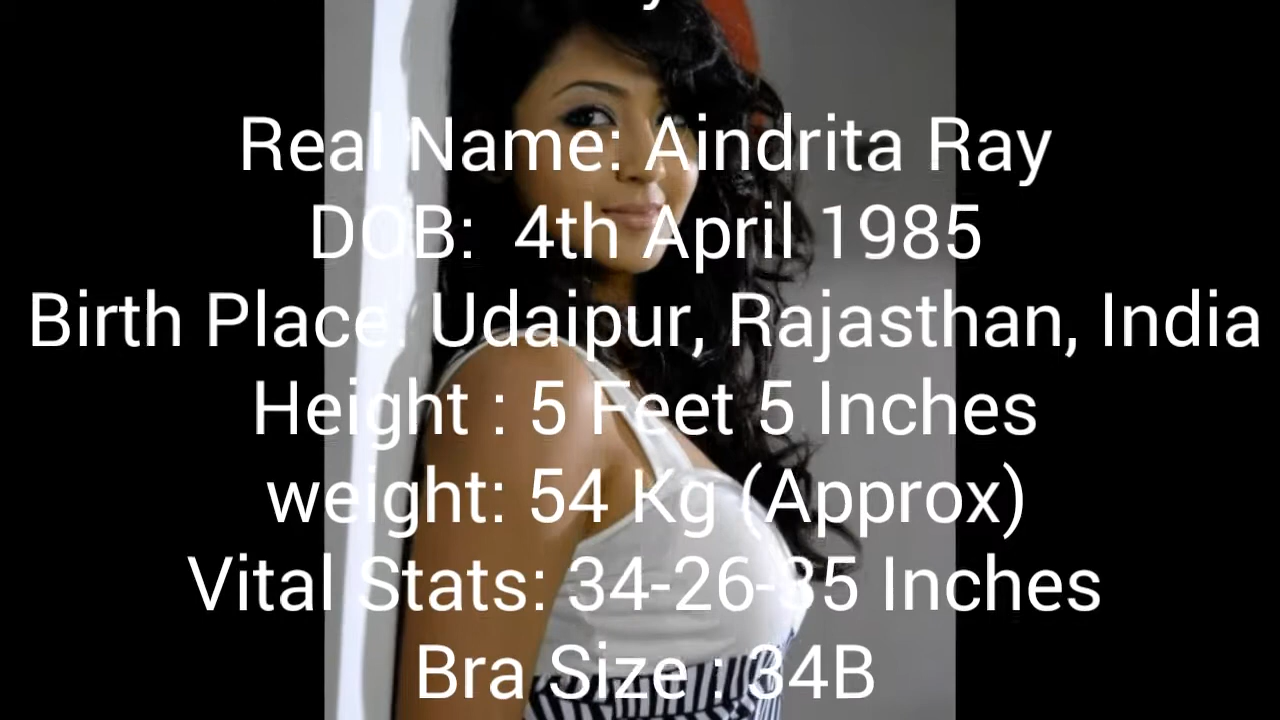 Real Name: Aindrita Ray
DOB: 4th April 1985
Birth Place: Udaipur, Rajasthan, India
Height : 5 Feet 5 Inches
weight: 54 Kg (Approx)
Vital Stats: 34-26-35 Inches
Bra Size : 34B